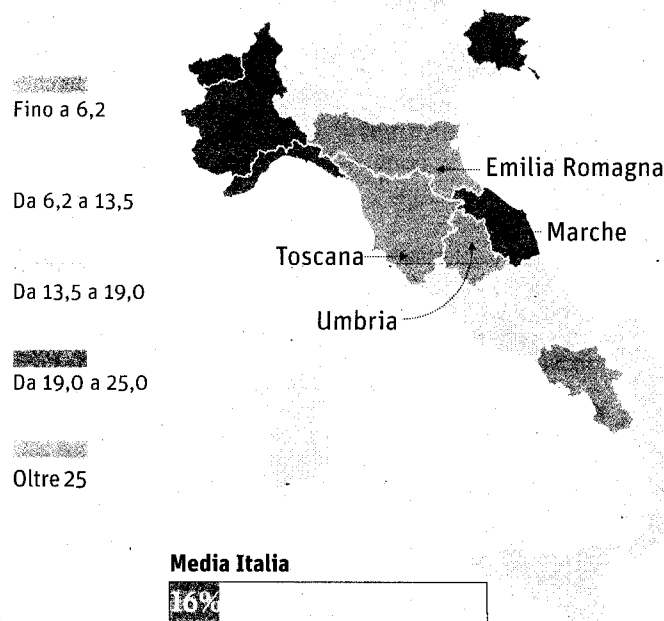 Fino a 6,2
Da 6,2 a 13,5
Da 13,5 a 19,0
Da 19,0 a 25,0
Oltre 25
Emilia Romagna
Marche
Toscana
Umbria
Media Italia
16%